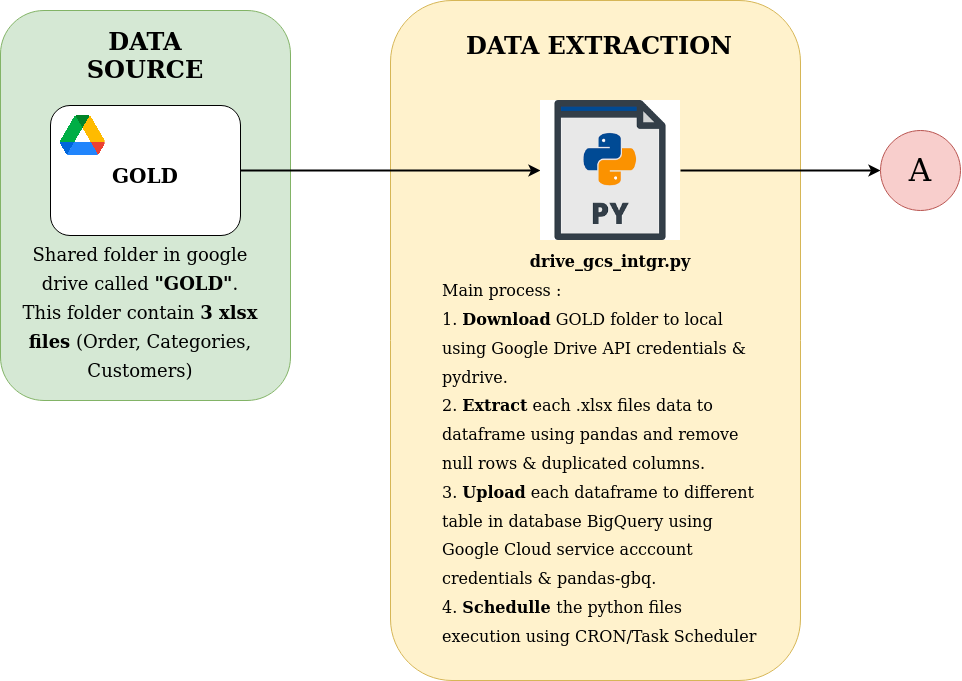 DATA
SOURCE
GOLD
Shared folder in google
drive called "GOLD".
This folder contain 3 xlsx
files (Order, Categories,
Customers)
DATA EXTRACTION
PY
drive_gcs_intgr.py
Main process :
1. Download GOLD folder to local
using Google Drive API credentials &
pydrive.
2. Extract each .xlsx files data to
dataframe using pandas and remove
null rows & duplicated columns.
3. Upload each dataframe to different
table in database BigQuery using
Google Cloud service acccount
credentials & pandas-gbq.
4. Schedulle the python files
execution using CRON/Task Scheduler
A